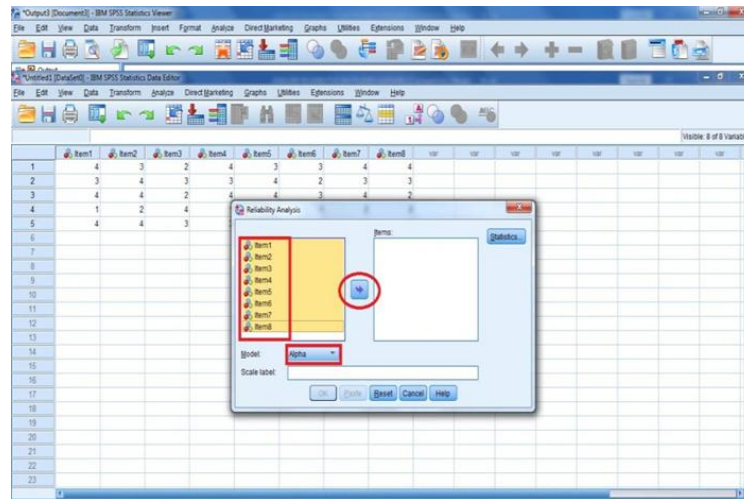 *Output3 [Document3] - IBM SPSS Statistics Viewer
File Edit View Data Transform Insert Format Analyze Direct Marketing Graphs Utilities Extensions Window Help
*Untitled1 [DataSet0] - IBM SPSS Statistics Data Editor
File Edit View Data Transform Analyze Direct Marketing Graphs Utilities Extensions Window Help
Visible: 8 of 8 Variab
Item1 Item2 Item3 Item4 Item5 Item6 Item7 Item8 var var var var var var var
1 4 3 2 4 3 3 4 4
2 3 4 3 3 4 2 3 3
3 4 4 2 4 4 3 4 2
4 1 2 4
5 4 4 3
6
7
8
9
10
11
12
13
14
15
16
17
18
19
20
21
22
23
Reliability Analysis
Items:
Statistics...
Item1
Item2
Item3
Item4
Item5
Item6
Item7
Item8
Model: Alpha
Scale label:
OK Paste Reset Cancel Help